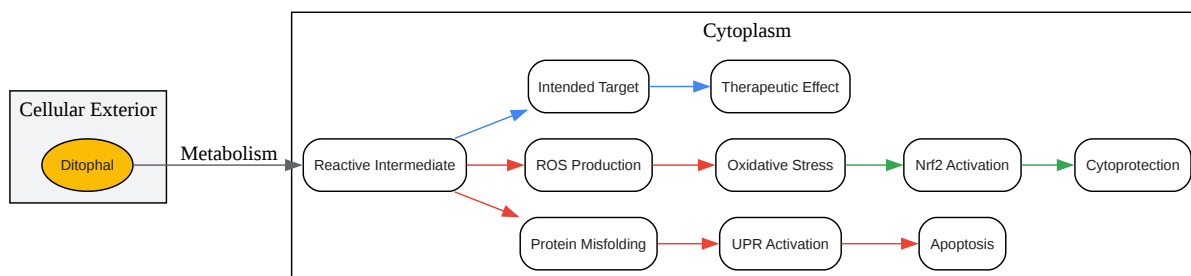 Cytoplasm
Intended Target
Therapeutic Effect
Cellular Exterior
Ditophal
Metabolism
Reactive Intermediate
ROS Production
Oxidative Stress
Nrf2 Activation
Cytoprotection
Protein Misfolding
UPR Activation
Apoptosis